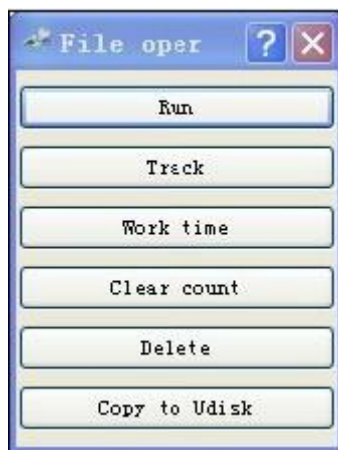 File oper ?
Run
Track
Work time
Clear count
Delete
Copy to Udisk